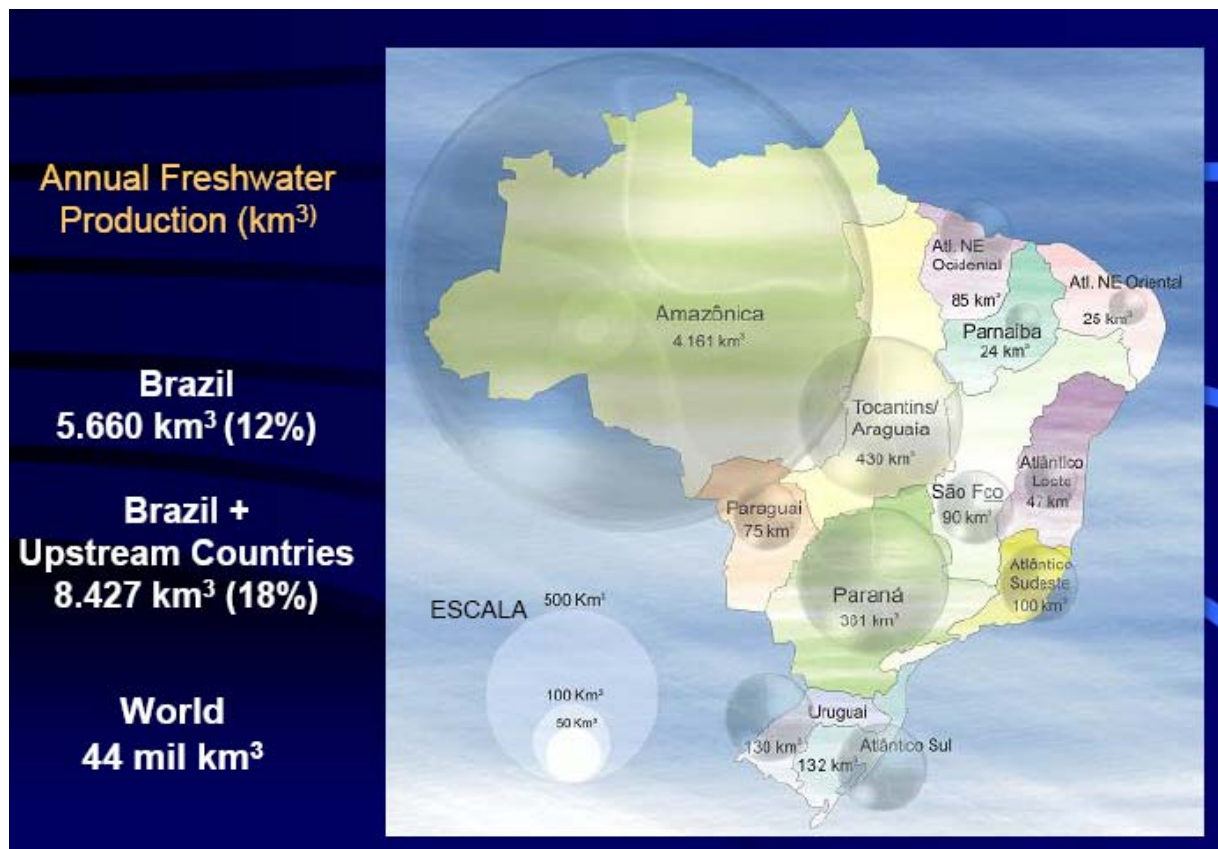 Annual Freshwater
Production (km³)
Brazil
5.660 km³ (12%)
Brazil +
Upstream Countries
8.427 km³ (18%)
World
44 mil km³
Amazônica
4.161 km³
Atl. NE
Ocidental
85 km³
Atl. NE Oriental
25 km³
Parnaíba
24 km³
Tocantins/
Araguaia
430 km³
Atlântico
Leste
47 km³
São Fco
90 km³
Paraguai
75 km³
Atlântico
Sudeste
100 km³
Paraná
381 km³
ESCALA
500 Km³
100 Km³
50 Km³
Uruguai
130 km³
Atlântico Sul
132 km³